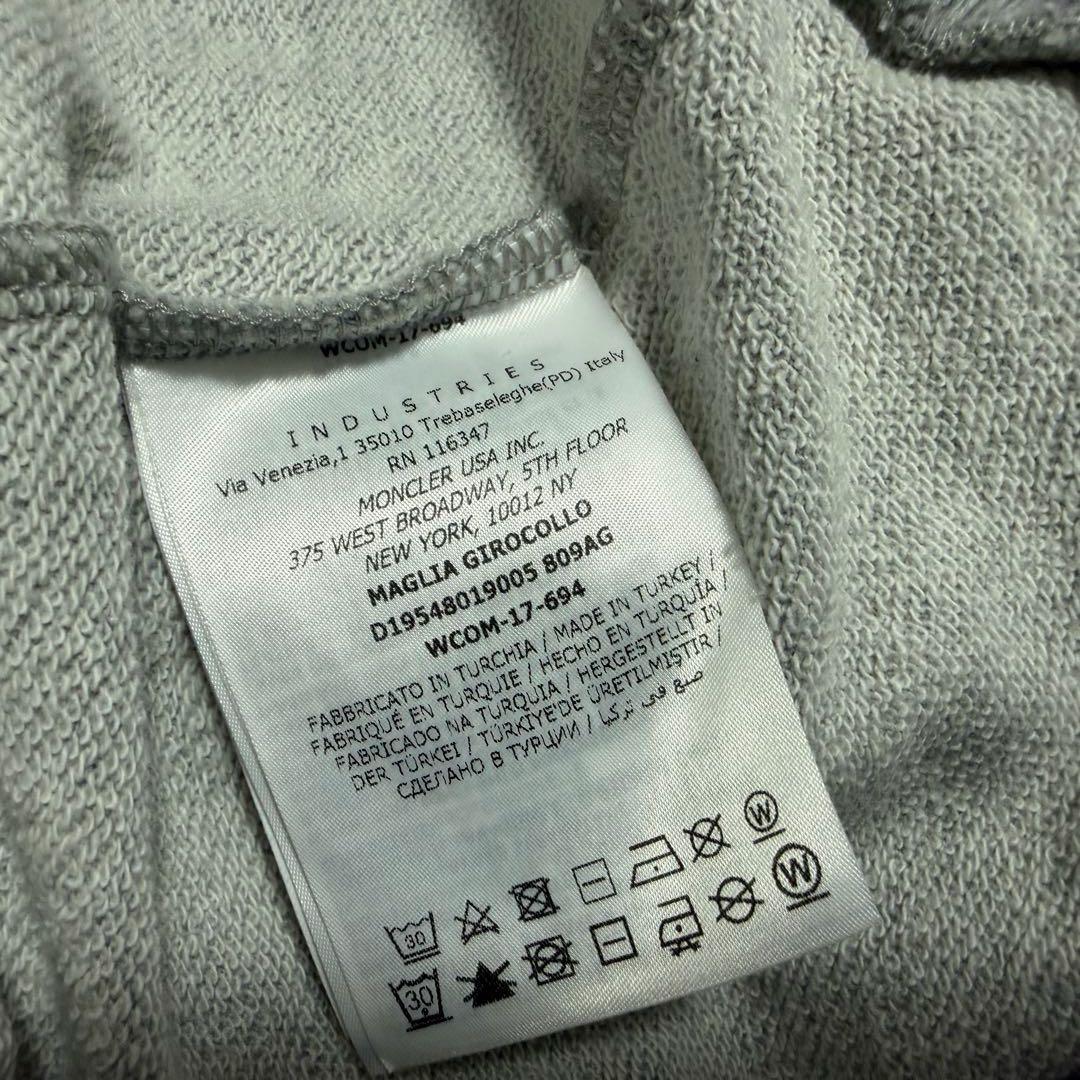 WCOM-17-694
INDUSTRIES
Via Venezia,1 35010 Trebaseleghe(PD) Italy
RN 116347
MONCLER USA INC.
375 WEST BROADWAY, 5TH FLOOR
NEW YORK, 10012 NY
MAGLIA GIROCOLLO
D19548019005 809AG
WCOM-17-694
FABBRICATO IN TURCHIA / MADE IN TURKEY /
FABRIQUÉ EN TURQUIE / HECHO EN TURQUÍA /
FABRICADO NA TURQUIA / HERGESTELLT IN
DER TÜRKEI / TÜRKİYE'DE ÜRETİLMİŞTİR /
СДЕЛАНО В ТУРЦИИ / صنع في تركيا
30 W
30 W